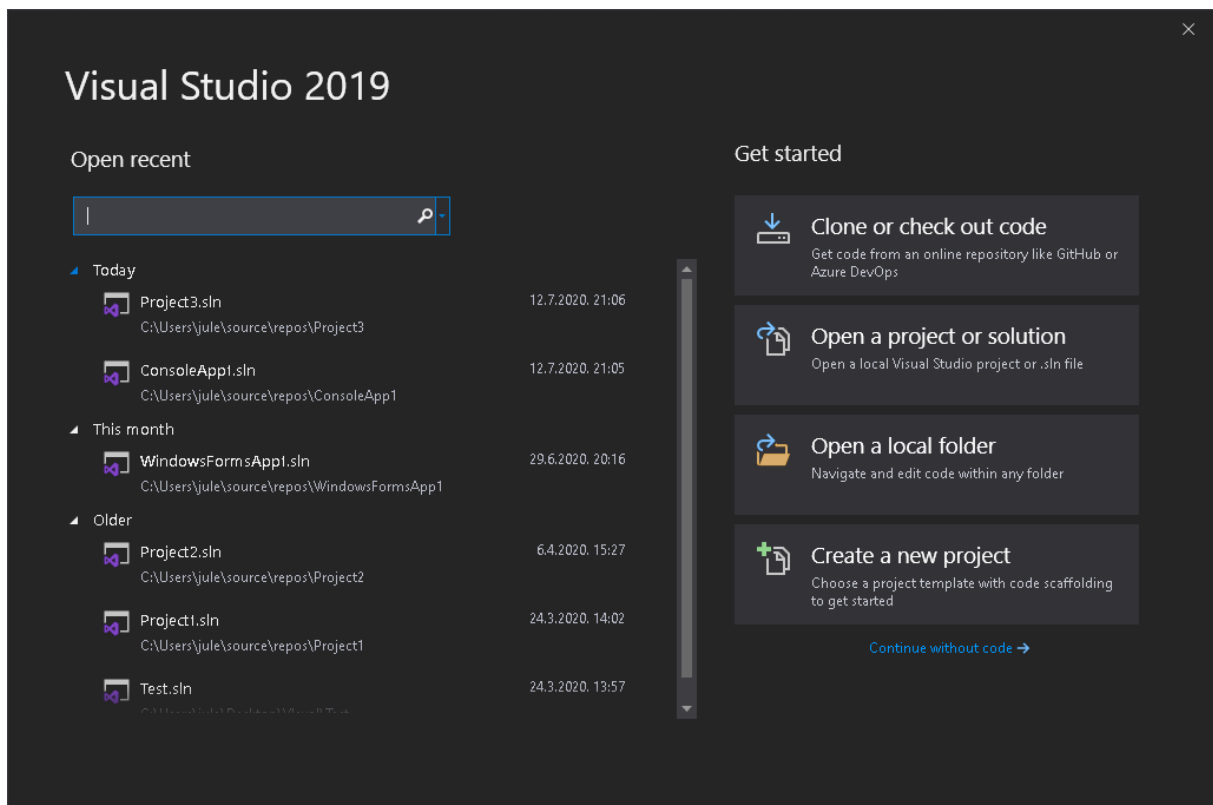 Visual Studio 2019
Open recent
Today
Project3.sln 12.7.2020. 21:06
C:\Users\jule\source\repos\Project3
ConsoleApp1.sln 12.7.2020. 21:05
C:\Users\jule\source\repos\ConsoleApp1
This month
WindowsFormsApp1.sln 29.6.2020. 20:16
C:\Users\jule\source\repos\WindowsFormsApp1
Older
Project2.sln 6.4.2020. 15:27
C:\Users\jule\source\repos\Project2
Project1.sln 24.3.2020. 14:02
C:\Users\jule\source\repos\Project1
Test.sln 24.3.2020. 13:57
Get started
Clone or check out code
Get code from an online repository like GitHub or
Azure DevOps
Open a project or solution
Open a local Visual Studio project or .sln file
Open a local folder
Navigate and edit code within any folder
Create a new project
Choose a project template with code scaffolding
to get started
Continue without code →